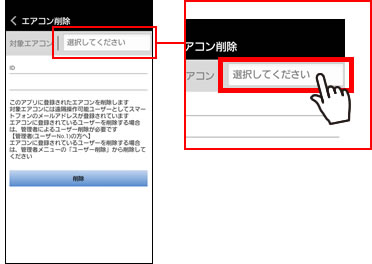 エアコン削除
対象エアコン 選択してください
ID
このアプリに登録されたエアコンを削除します
対象エアコンには遠隔操作可能ユーザーとしてスマー
トフォンのメールアドレスが登録されています
エアコンに登録されているユーザーを削除する場合
は、管理者によるユーザー削除が必要です
【管理者(ユーザーNo.1)の方へ】
エアコンに登録されているユーザーを削除する場合
は、管理者メニューの「ユーザー削除」から削除して
ください
削除
アコン削除
アコン 選択してください